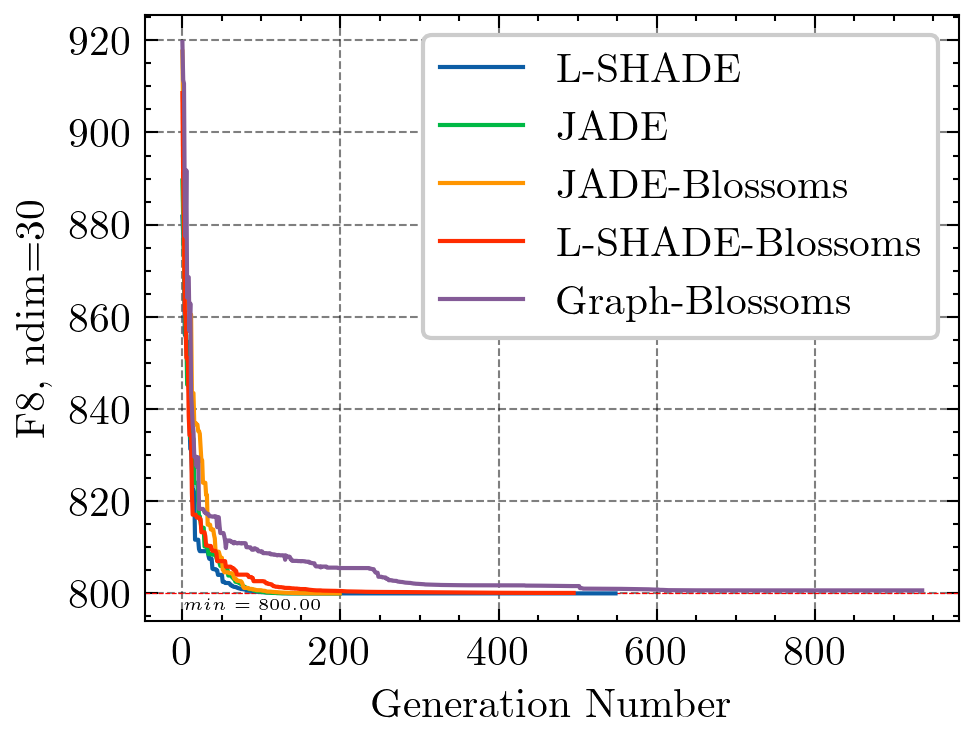 920
900
880
860
840
820
800
F8, ndim=30
L-SHADE
JADE
JADE-Blossoms
L-SHADE-Blossoms
Graph-Blossoms
min = 800.00
0 200 400 600 800
Generation Number